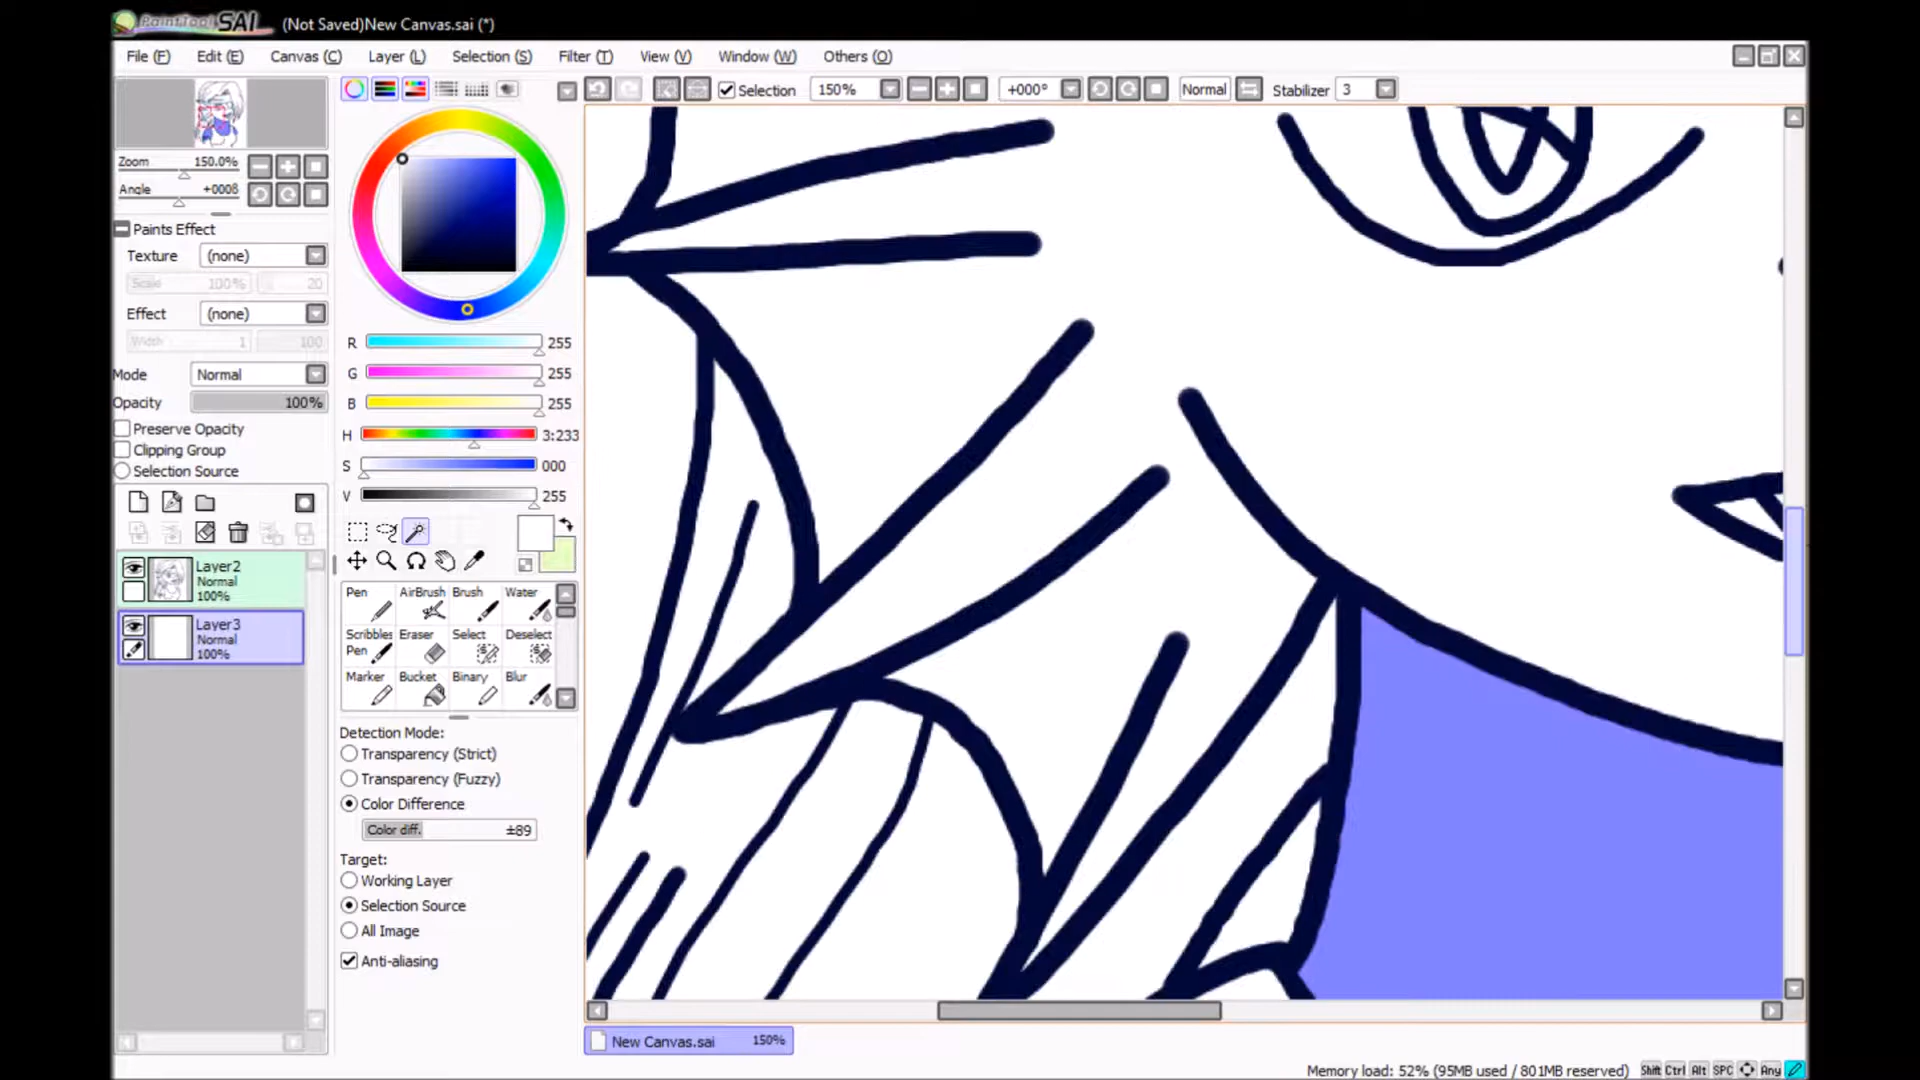 PaintTool SAI (Not Saved)New Canvas.sai (*)
File (F) Edit (E) Canvas (C) Layer (L) Selection (S) Filter (T) View (V) Window (W) Others (O)
Selection 150% +000° Normal Stabilizer 3
Zoom 150.0%
Angle +0008
Paints Effect
Texture (none)
Scale 100% 20
Effect (none)
Width 1 100
Mode Normal
Opacity 100%
Preserve Opacity
Clipping Group
Selection Source
Layer2
Normal
100%
Layer3
Normal
100%
R 255
G 255
B 255
H 3:233
S 000
V 255
Pen AirBrush Brush Water
Scribbles Eraser Select Deselect
Pen
Marker Bucket Binary Blur
Detection Mode:
Transparency (Strict)
Transparency (Fuzzy)
Color Difference
Color diff. ±89
Target:
Working Layer
Selection Source
All Image
Anti-aliasing
New Canvas.sai 150%
Memory load: 52% (95MB used / 801MB reserved) Shift Ctrl Alt SPC Any